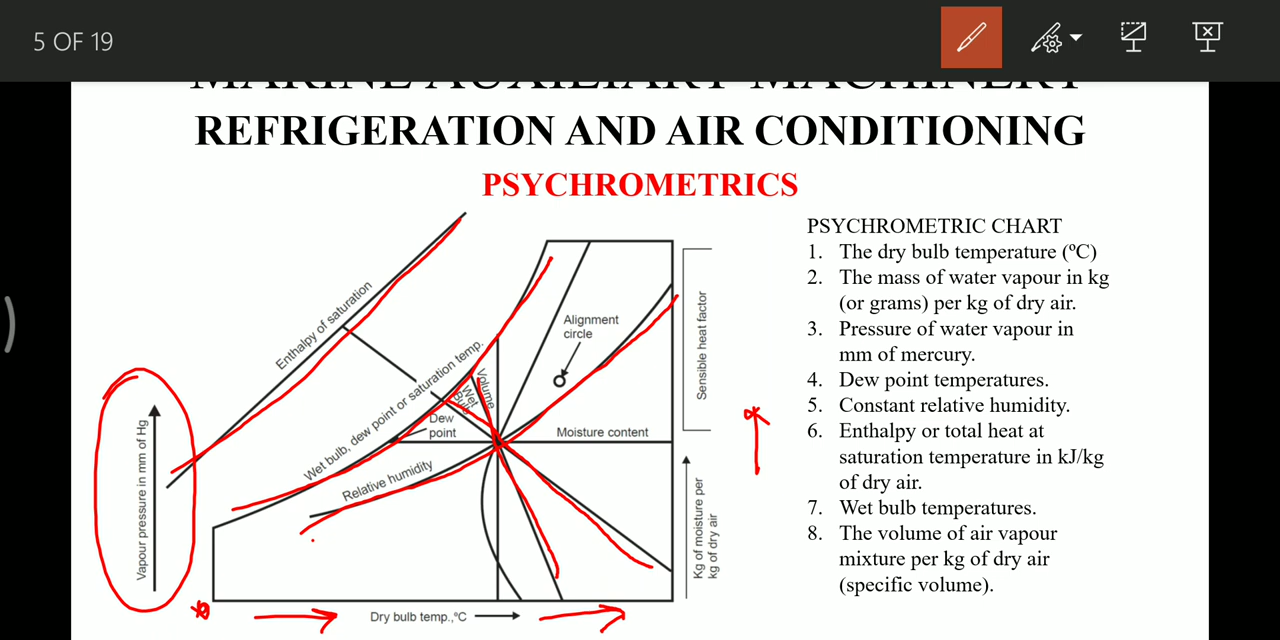 5 OF 19
MARINE AUXILIARY MACHINERY
REFRIGERATION AND AIR CONDITIONING
PSYCHROMETRICS
Enthalpy of saturation
Wet bulb, dew point or saturation temp.
Volume
Wet
Bulb
Dew
point
Relative humidity
Alignment
circle
Moisture content
Sensible heat factor
Kg of moisture per
kg of dry air
Vapour pressure in mm of Hg
Dry bulb temp.,ºC
PSYCHROMETRIC CHART
1. The dry bulb temperature (ºC)
2. The mass of water vapour in kg
(or grams) per kg of dry air.
3. Pressure of water vapour in
mm of mercury.
4. Dew point temperatures.
5. Constant relative humidity.
6. Enthalpy or total heat at
saturation temperature in kJ/kg
of dry air.
7. Wet bulb temperatures.
8. The volume of air vapour
mixture per kg of dry air
(specific volume).